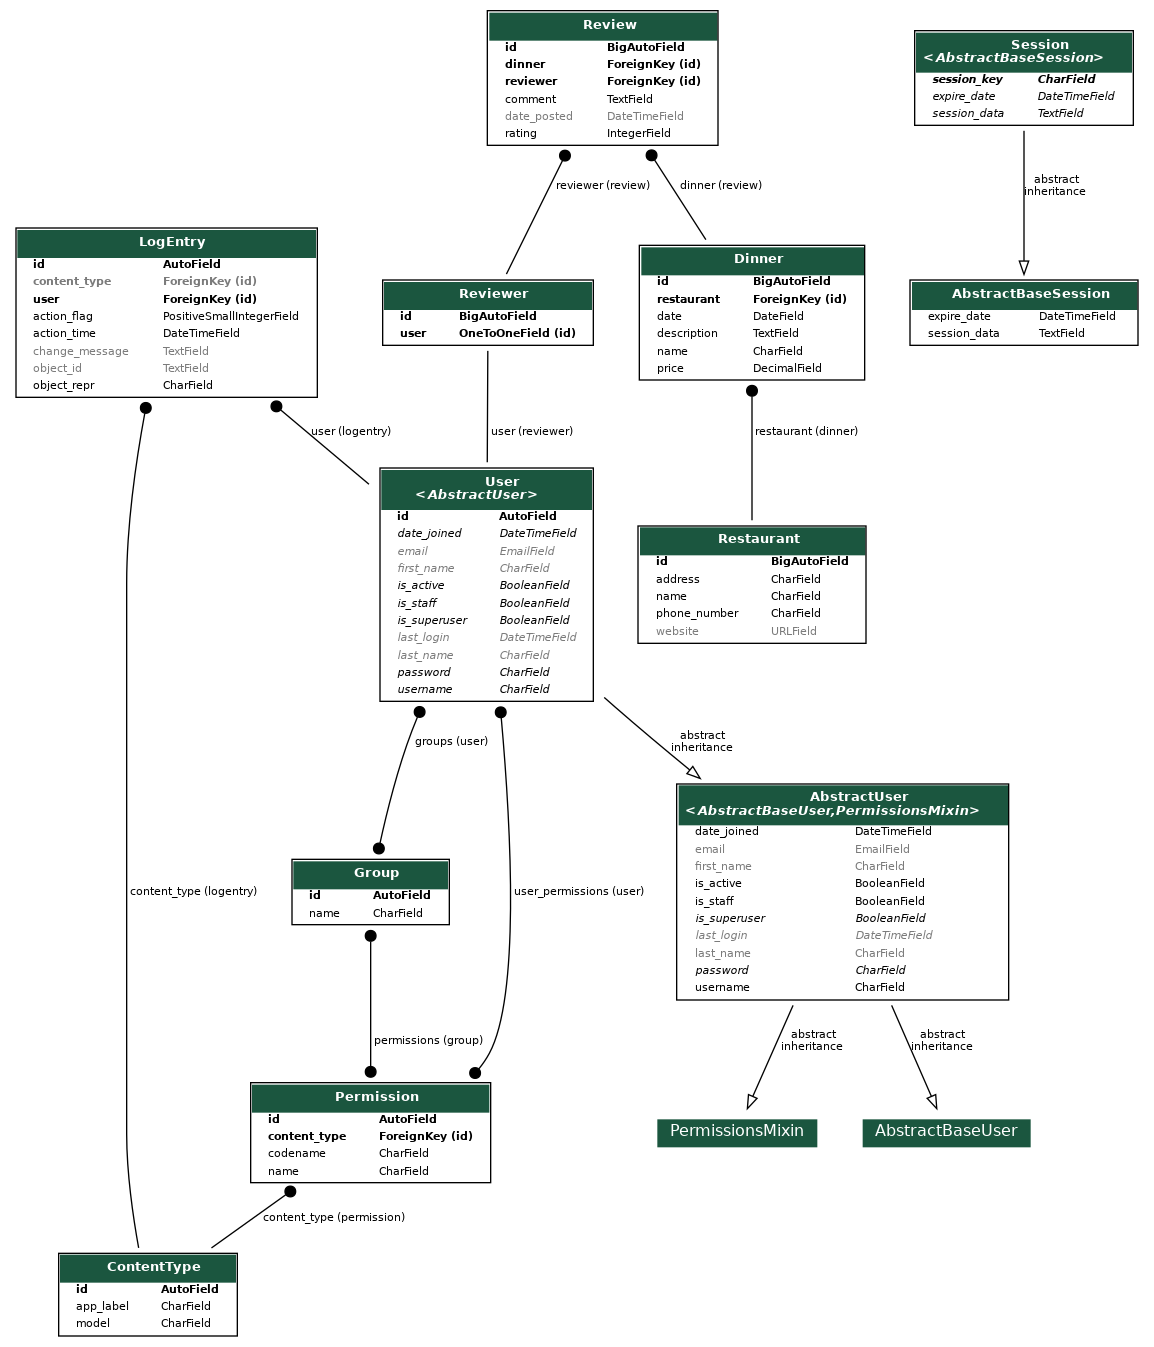 Review
id BigAutoField
dinner ForeignKey (id)
reviewer ForeignKey (id)
comment TextField
date_posted DateTimeField
rating IntegerField
Session
<AbstractBaseSession>
session_key CharField
expire_date DateTimeField
session_data TextField
reviewer (review)
dinner (review)
abstract
inheritance
LogEntry
id AutoField
content_type ForeignKey (id)
user ForeignKey (id)
action_flag PositiveSmallIntegerField
action_time DateTimeField
change_message TextField
object_id TextField
object_repr CharField
Reviewer
id BigAutoField
user OneToOneField (id)
Dinner
id BigAutoField
restaurant ForeignKey (id)
date DateField
description TextField
name CharField
price DecimalField
AbstractBaseSession
expire_date DateTimeField
session_data TextField
user (logentry)
user (reviewer)
restaurant (dinner)
User
<AbstractUser>
id AutoField
date_joined DateTimeField
email EmailField
first_name CharField
is_active BooleanField
is_staff BooleanField
is_superuser BooleanField
last_login DateTimeField
last_name CharField
password CharField
username CharField
Restaurant
id BigAutoField
address CharField
name CharField
phone_number CharField
website URLField
groups (user)
abstract
inheritance
AbstractUser
<AbstractBaseUser,PermissionsMixin>
date_joined DateTimeField
email EmailField
first_name CharField
is_active BooleanField
is_staff BooleanField
is_superuser BooleanField
last_login DateTimeField
last_name CharField
password CharField
username CharField
Group
id AutoField
name CharField
content_type (logentry)
user_permissions (user)
permissions (group)
abstract
inheritance
abstract
inheritance
Permission
id AutoField
content_type ForeignKey (id)
codename CharField
name CharField
PermissionsMixin
AbstractBaseUser
content_type (permission)
ContentType
id AutoField
app_label CharField
model CharField